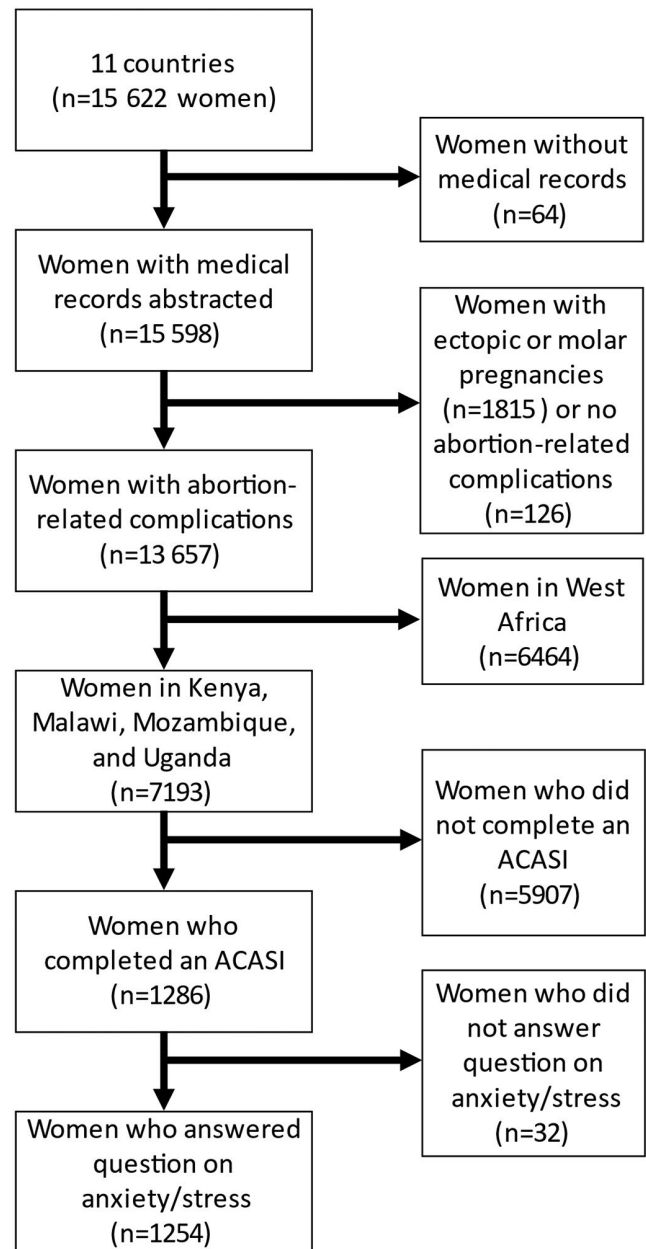 11 countries
(n=15 622 women)
Women without
medical records
(n=64)
Women with medical
records abstracted
(n=15 598)
Women with
ectopic or molar
pregnancies
(n=1815) or no
abortion-related
complications
(n=126)
Women with abortion-
related complications
(n=13 657)
Women in West
Africa
(n=6464)
Women in Kenya,
Malawi, Mozambique,
and Uganda
(n=7193)
Women who did
not complete an
ACASI
(n=5907)
Women who
completed an ACASI
(n=1286)
Women who did
not answer
question on
anxiety/stress
(n=32)
Women who answered
question on
anxiety/stress
(n=1254)